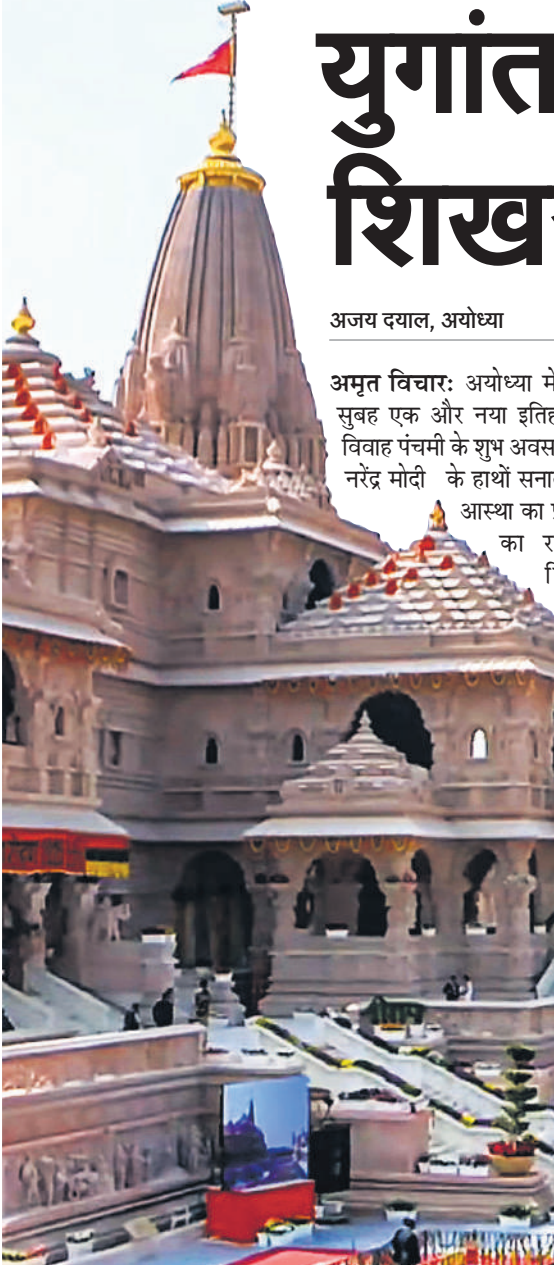 युगांत
शिख
अजय दयाल, अयोध्या
अमृत विचारः अयोध्या मे
सुबह एक और नया इतिह
विवाह पंचमी के शुभ अवस
नरेंद्र मोदी के हाथों सना
आस्था का
का